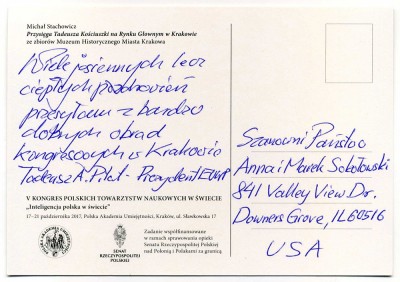 Michał Stachowicz
Przysięga Tadeusza Kościuszki na Rynku Głównym w Krakowie
ze zbiorów Muzeum Historycznego Miasta Krakowa
Wiele jesiennych lecz
ciepłych pozdrowień
przesyłam z bardzo
dobrych obrad
kongresowych w Krakowie
Tadeusz A. Pilat - Prezydent EUWP
V KONGRES POLSKICH TOWARZYSTW NAUKOWYCH W ŚWIECIE
„Inteligencja polska w świecie”
17–21 października 2017, Polska Akademia Umiejętności, Kraków, ul. Sławkowska 17
SENAT
RZECZYPOSPOLITEJ
POLSKIEJ
Zadanie współfinansowane
w ramach sprawowania opieki
Senatu Rzeczypospolitej Polskiej
nad Polonią i Polakami za granicą
Szanowni Państwo
Anna i Marek Sokołowski
841 Valley View Dr.
Downers Grove, IL 60516
USA